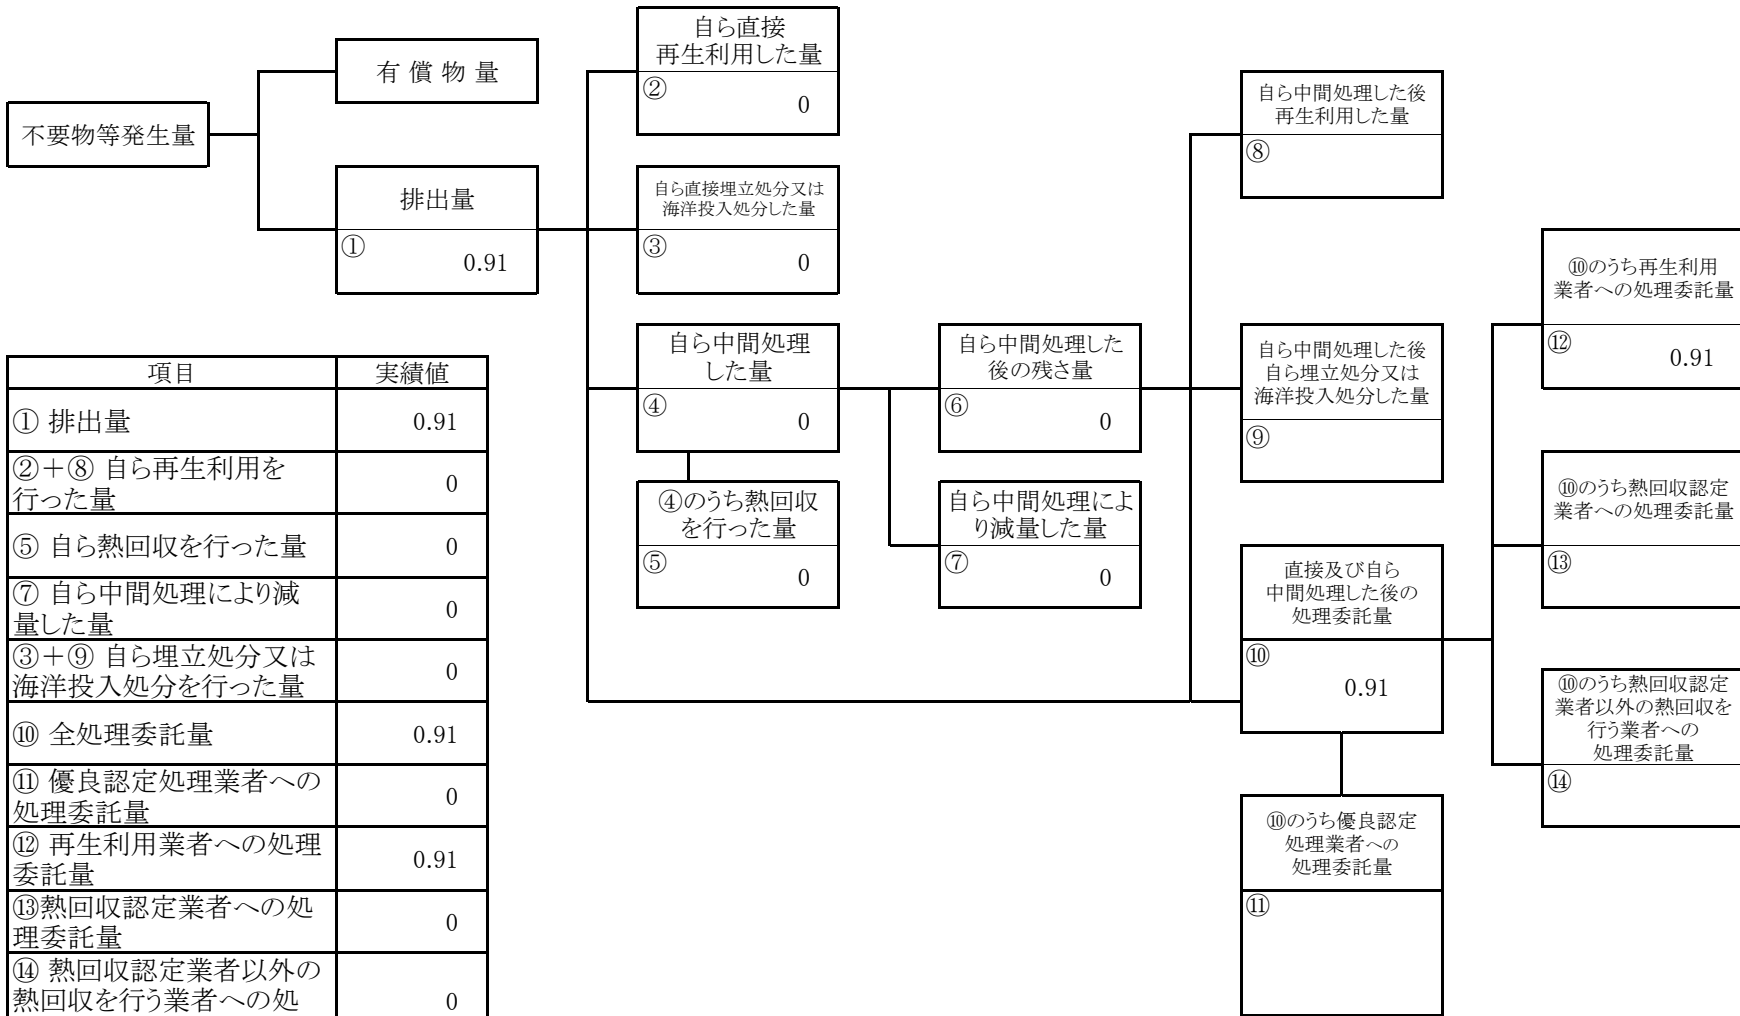 不要物等発生量
有 償 物 量
排出量
①
0.91
自ら直接
再生利用した量
②
0
自ら直接埋立処分又は
海洋投入処分した量
③
0
自ら中間処理
した量
④
0
④のうち熱回収
を行った量
⑤
0
自ら中間処理した
後の残さ量
⑥
0
自ら中間処理によ
り減量した量
⑦
0
自ら中間処理した後
再生利用した量
⑧
自ら中間処理した後
自ら埋立処分又は
海洋投入処分した量
⑨
直接及び自ら
中間処理した後の
処理委託量
⑩
0.91
⑩のうち優良認定
処理業者への
処理委託量
⑪
⑩のうち再生利用
業者への処理委託量
⑫
0.91
⑩のうち熱回収認定
業者への処理委託量
⑬
⑩のうち熱回収認定
業者以外の熱回収を
行う業者への
処理委託量
⑭
項目 実績値
① 排出量 0.91
②＋⑧ 自ら再生利用を
行った量 0
⑤ 自ら熱回収を行った量 0
⑦ 自ら中間処理により減
量した量 0
③＋⑨ 自ら埋立処分又は
海洋投入処分を行った量 0
⑩ 全処理委託量 0.91
⑪ 優良認定処理業者への
処理委託量 0
⑫ 再生利用業者への処理
委託量 0.91
⑬熱回収認定業者への処
理委託量 0
⑭ 熱回収認定業者以外の
熱回収を行う業者への処 0